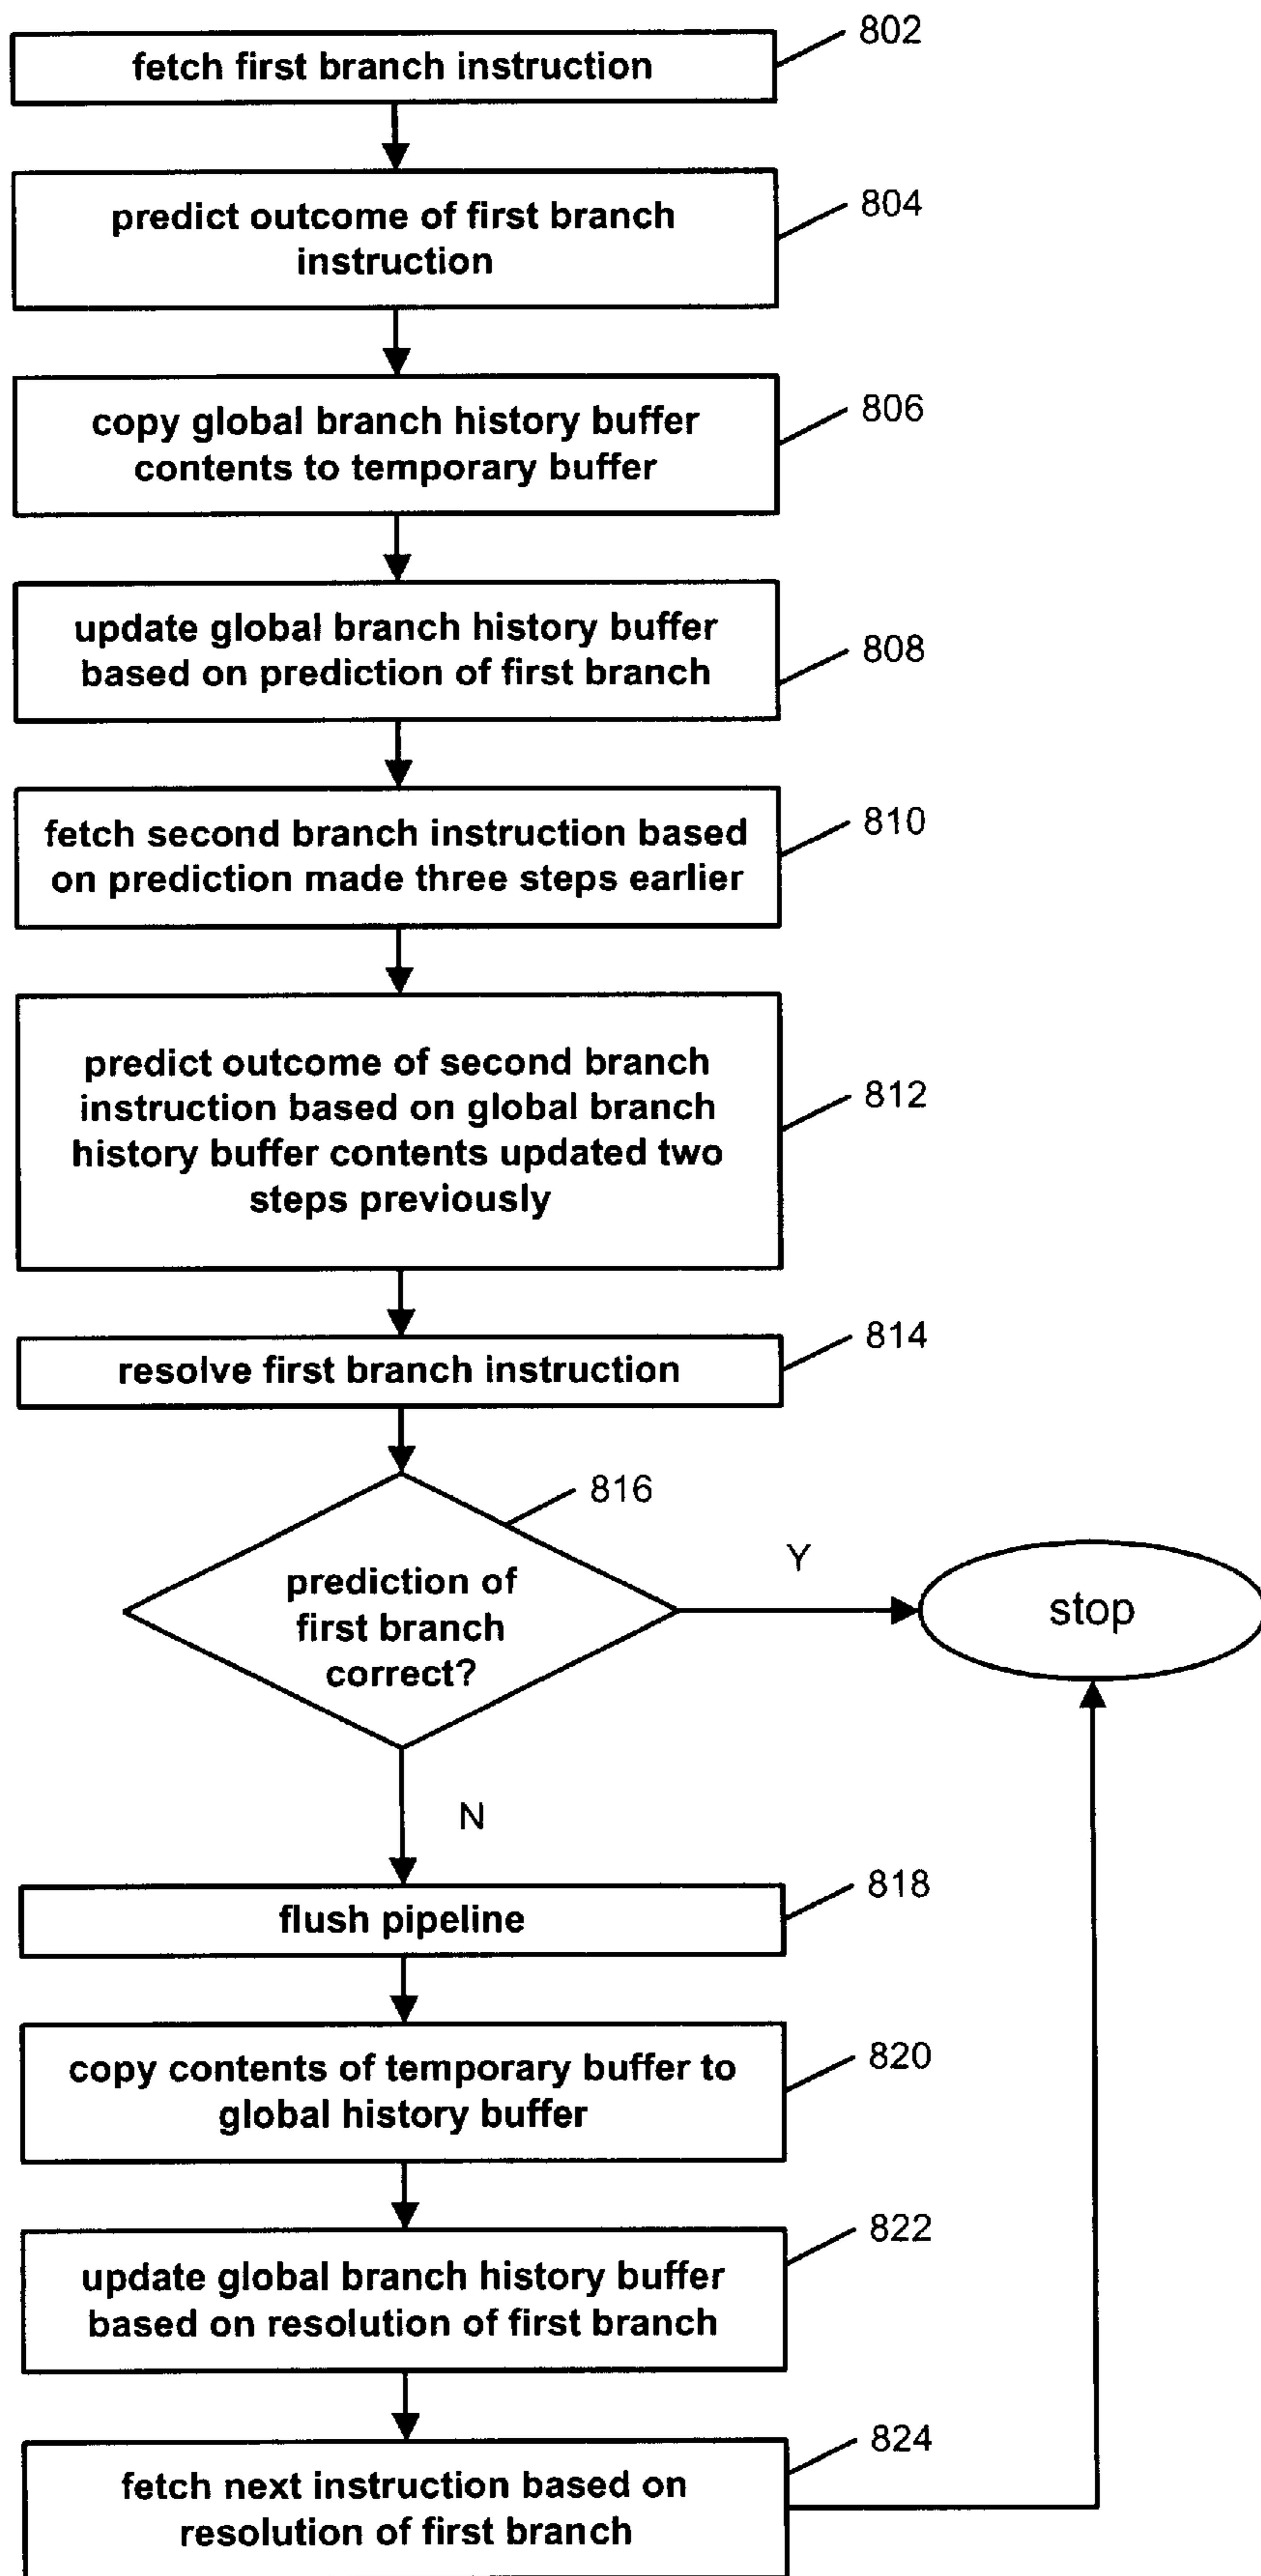 802
fetch first branch instruction
804
predict outcome of first branch
instruction
806
copy global branch history buffer
contents to temporary buffer
808
update global branch history buffer
based on prediction of first branch
810
fetch second branch instruction based
on prediction made three steps earlier
812
predict outcome of second branch
instruction based on global branch
history buffer contents updated two
steps previously
814
resolve first branch instruction
816
prediction of
first branch
correct?
Y
stop
N
818
flush pipeline
820
copy contents of temporary buffer to
global history buffer
822
update global branch history buffer
based on resolution of first branch
824
fetch next instruction based on
resolution of first branch